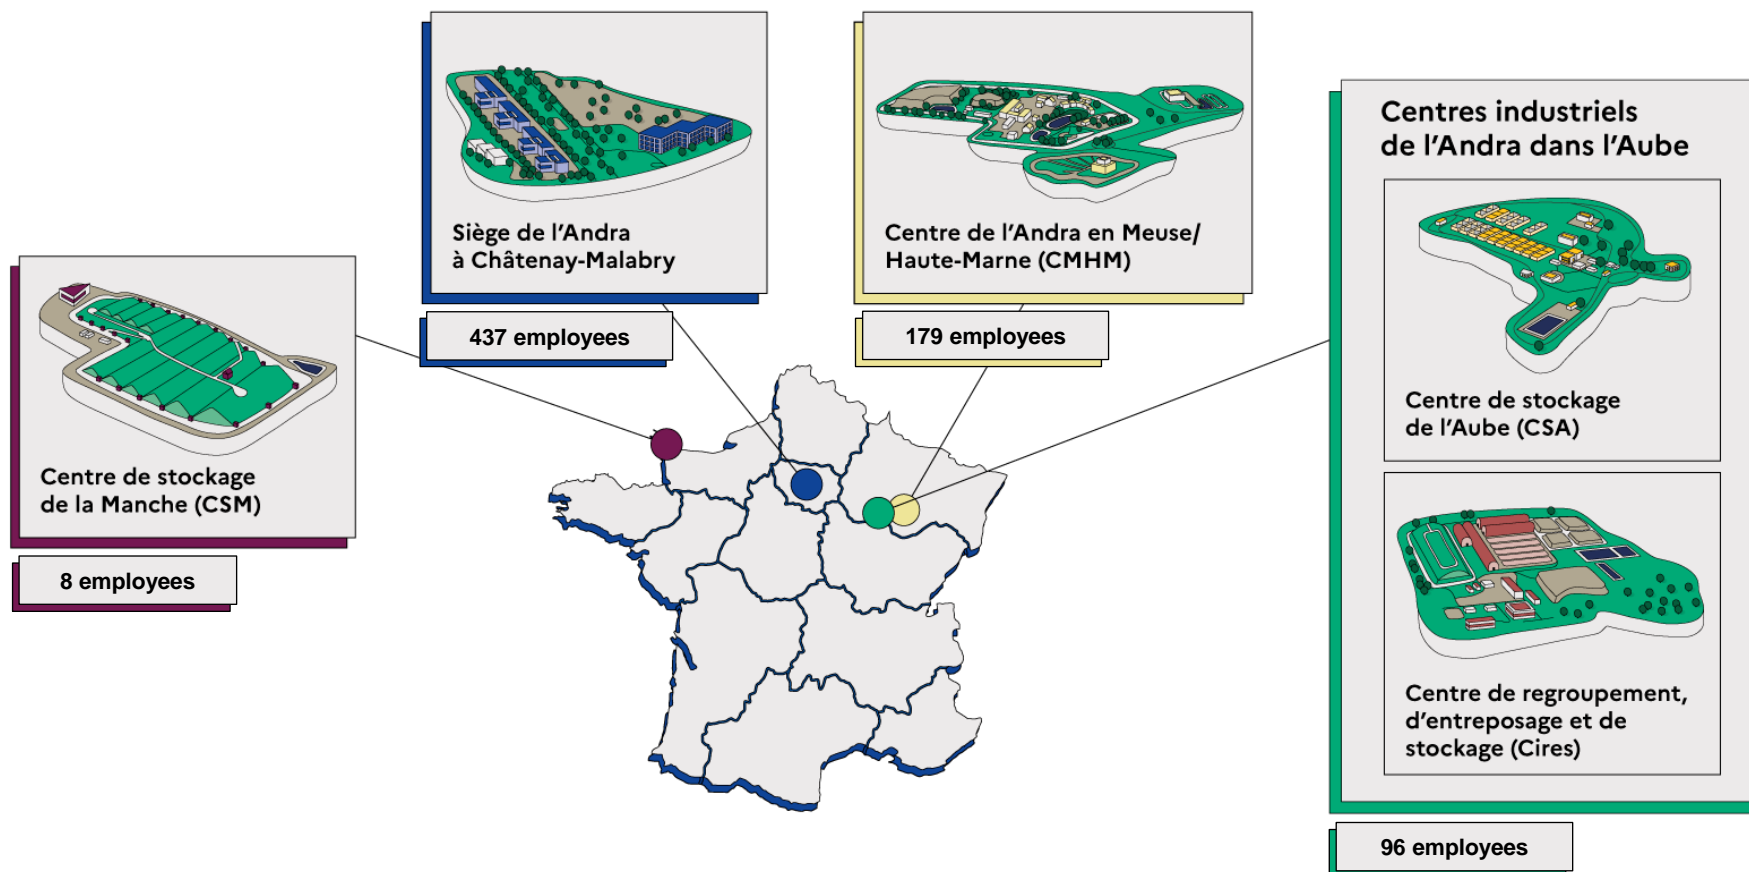 Siège de l'Andra
à Châtenay-Malabry
437 employees
Centre de l'Andra en Meuse/
Haute-Marne (CMHM)
179 employees
Centres industriels
de l'Andra dans l'Aube
Centre de stockage
de l'Aube (CSA)
Centre de regroupement,
d'entreposage et de
stockage (Cires)
96 employees
Centre de stockage
de la Manche (CSM)
8 employees